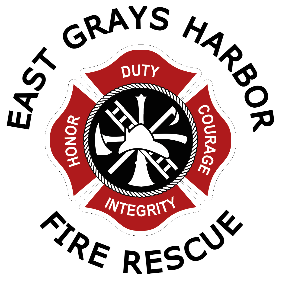 EAST GRAYS HARBOR
DUTY
HONOR
COURAGE
INTEGRITY
FIRE RESCUE